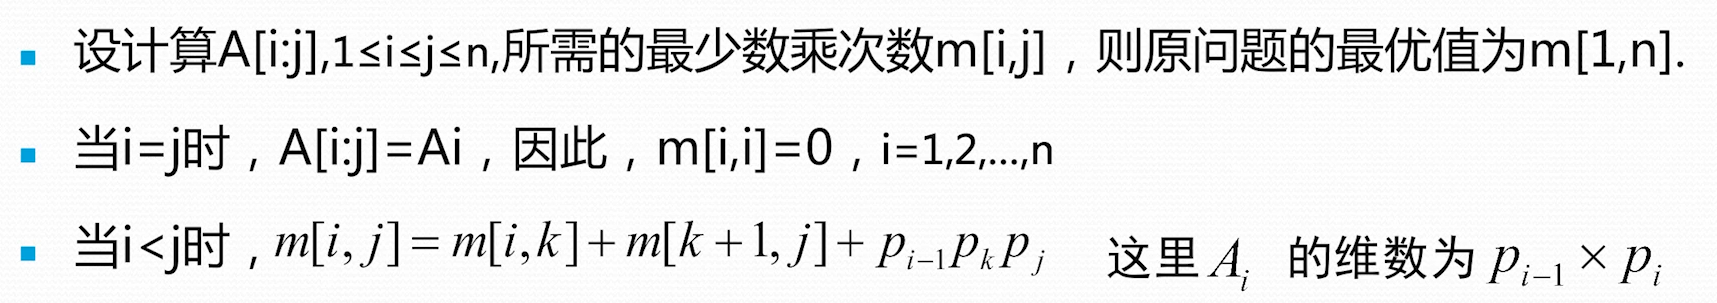 ▪ 设计算A[i:j],1≤i≤j≤n,所需的最少数乘次数m[i,j]，则原问题的最优值为m[1,n].
▪ 当i=j时，A[i:j]=Ai，因此，m[i,i]=0，i=1,2,...,n
▪ 当i<j时，m[i, j] = m[i,k] + m[k +1, j] + p_{i−1}p_k p_j 这里 A_i 的维数为 p_{i−1} × p_i